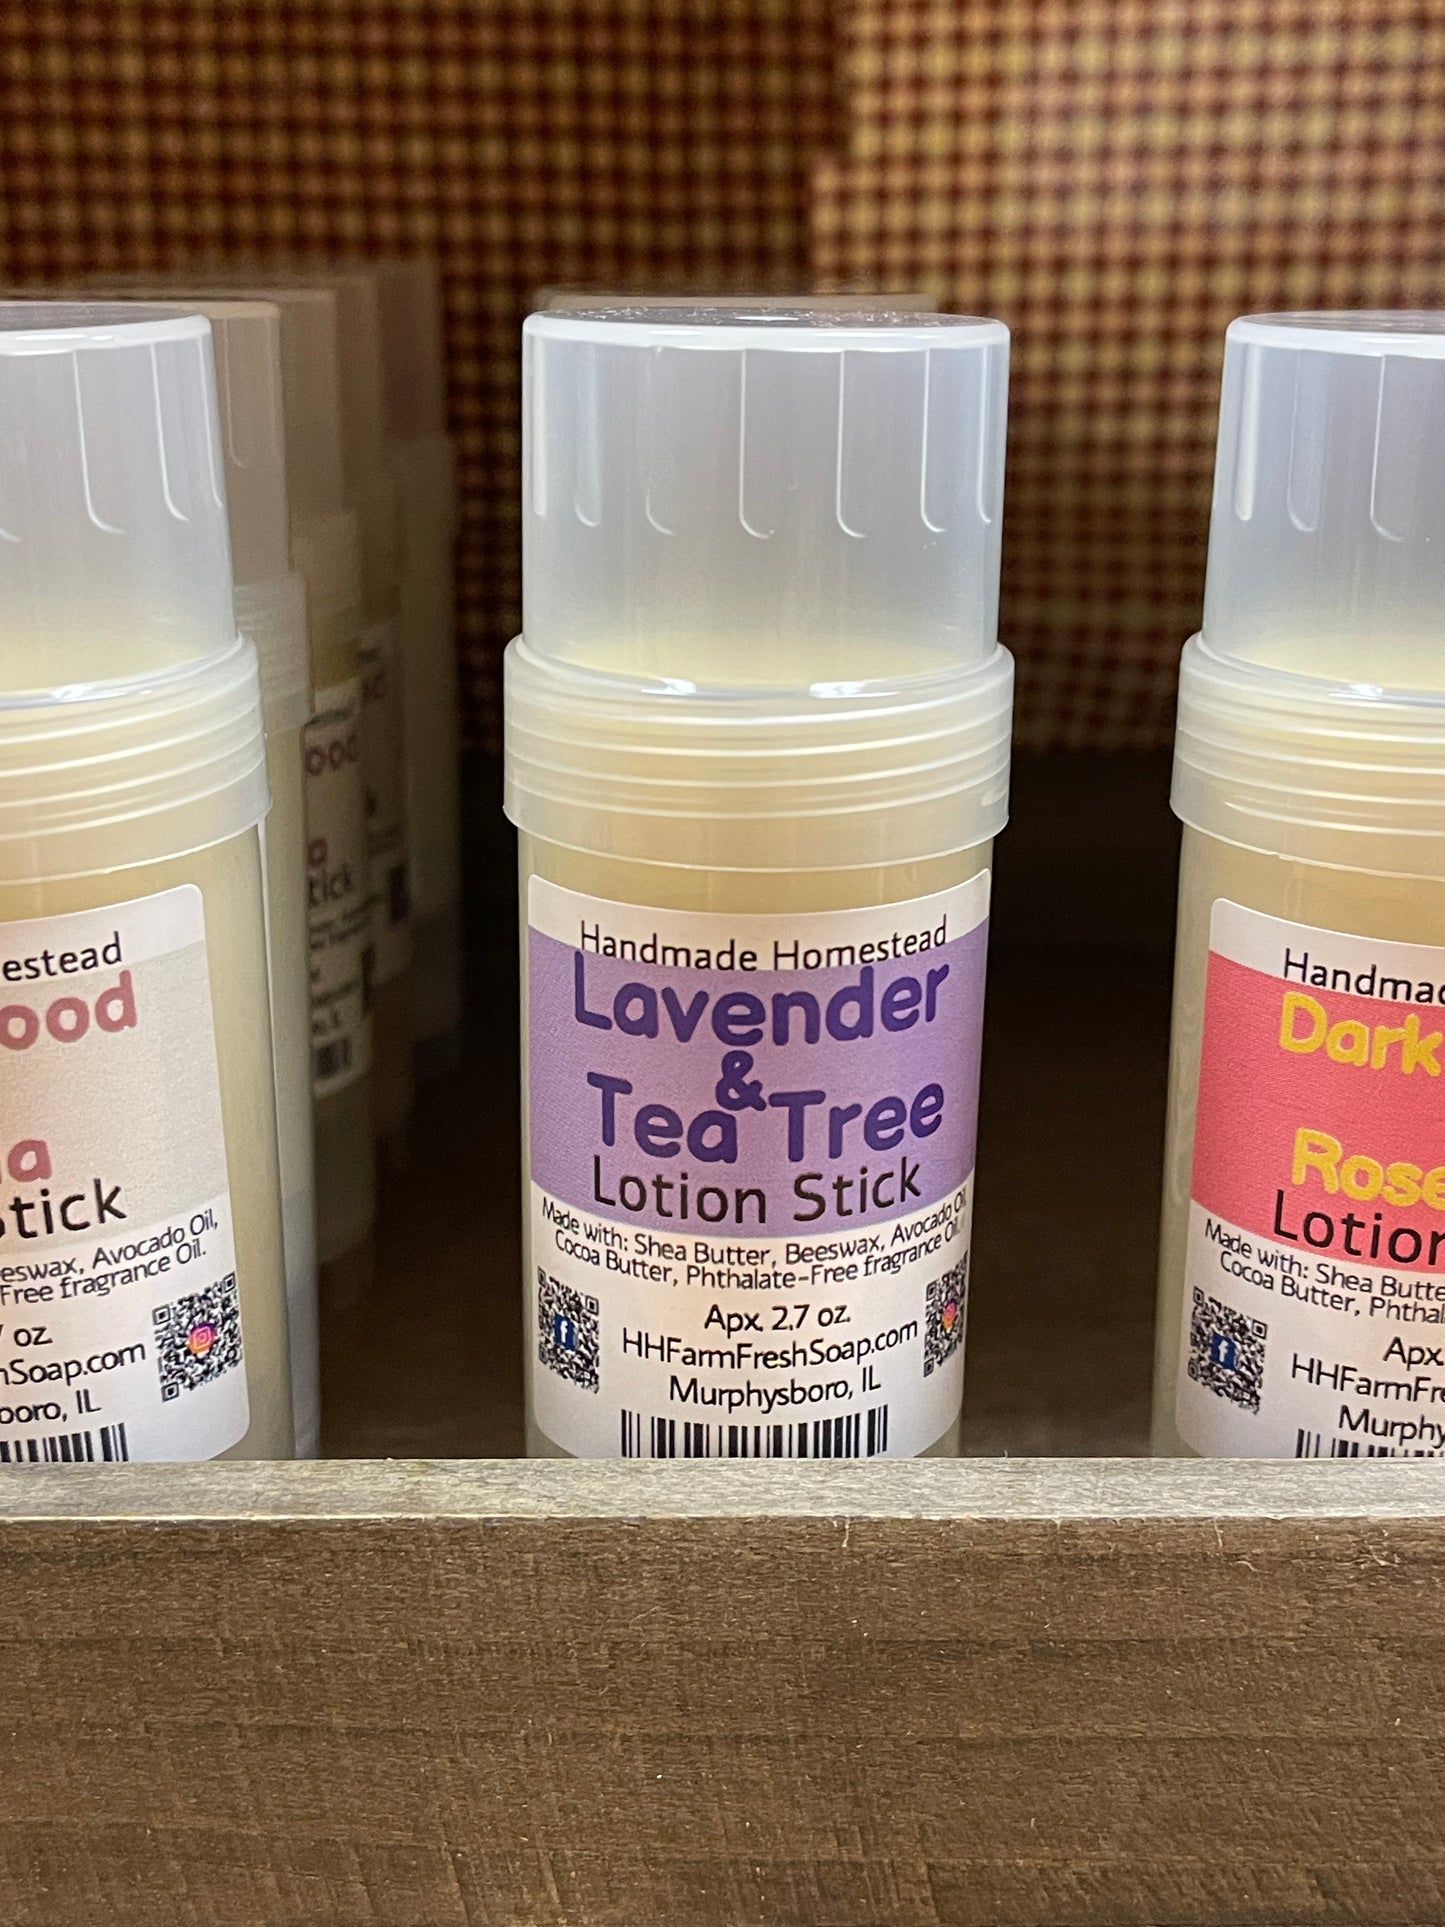 Handmade Homestead
Lavender
&
Tea Tree
Lotion Stick
Made with: Shea Butter, Beeswax, Avocado Oil,
Cocoa Butter, Phthalate-Free fragrance Oil.
Apx. 2.7 oz.
HHFarmFreshSoap.com
Murphysboro, IL
estead
ood
a
Stick
eswax, Avocado Oil,
Free fragrance Oil.
oz.
hSoap.com
boro, IL
Handmad
Dark
Rose
Lotion
Made with: Shea Butte
Cocoa Butter, Phthal
Apx.
HHFarmFre
Murphy
ood
a
tick